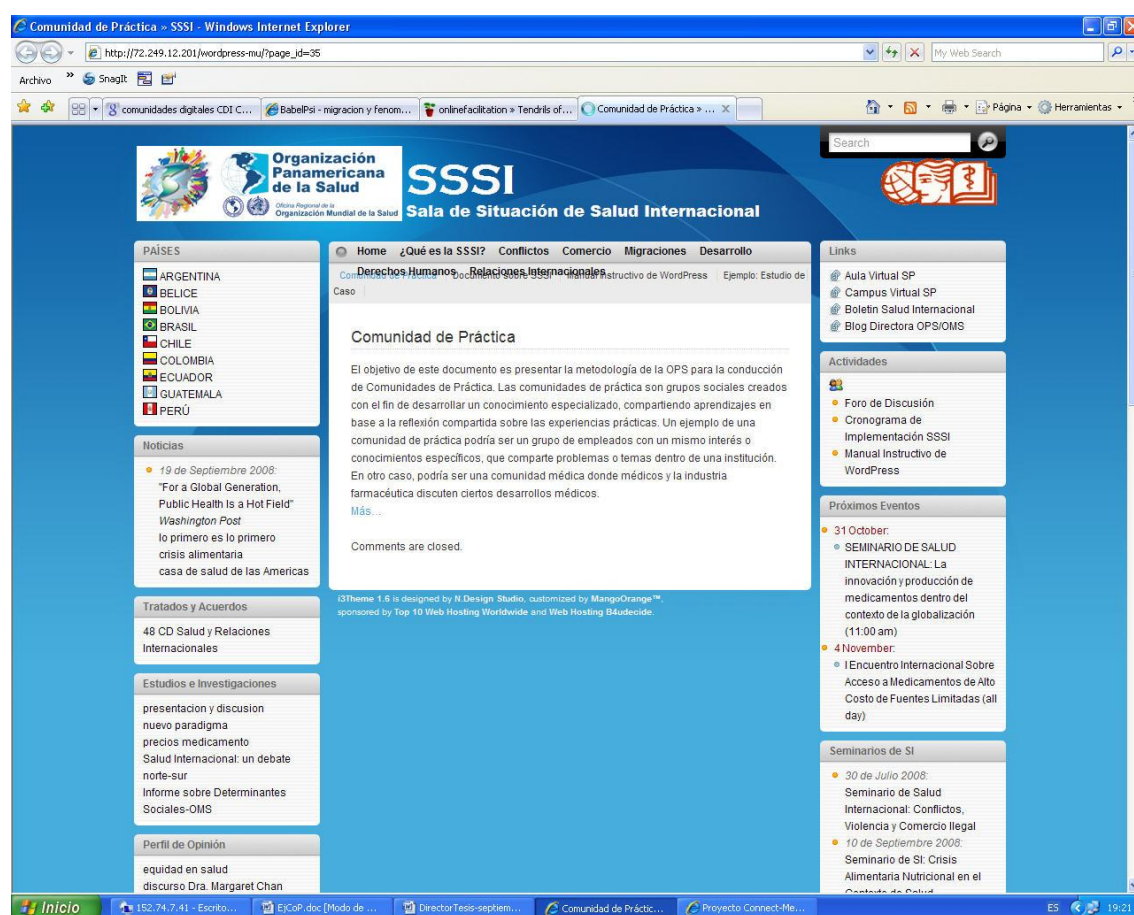 Comunidad de Práctica » SSSI - Windows Internet Explorer
http://72.249.12.201/wordpress-mu/?page_id=35
My Web Search
Archivo » SnagIt
comunidades digitales CDI C...
BabelPsi - migracion y fenom...
onlinefacilitation » Tendrils of...
Comunidad de Práctica » ...
Página
Herramientas
Search
Organización
Panamericana
de la Salud
Oficina Regional de la
Organización Mundial de la Salud
SSSI
Sala de Situación de Salud Internacional
PAÍSES
ARGENTINA
BELICE
BOLIVIA
BRASIL
CHILE
COLOMBIA
ECUADOR
GUATEMALA
PERÚ
Noticias
19 de Septiembre 2008:
"For a Global Generation,
Public Health Is a Hot Field"
Washington Post
lo primero es lo primero
crisis alimentaria
casa de salud de las Americas
Tratados y Acuerdos
48 CD Salud y Relaciones
Internacionales
Estudios e Investigaciones
presentacion y discusion
nuevo paradigma
precios medicamento
Salud Internacional: un debate
norte-sur
Informe sobre Determinantes
Sociales-OMS
Perfil de Opinión
equidad en salud
discurso Dra. Margaret Chan
Home ¿Qué es la SSSI? Conflictos Comercio Migraciones Desarrollo
Derechos Humanos Relaciones Internacionales
Comunidad de Práctica Documento sobre SSSI Manual Instructivo de WordPress Ejemplo: Estudio de
Caso
Comunidad de Práctica
El objetivo de este documento es presentar la metodología de la OPS para la conducción
de Comunidades de Práctica. Las comunidades de práctica son grupos sociales creados
con el fin de desarrollar un conocimiento especializado, compartiendo aprendizajes en
base a la reflexión compartida sobre las experiencias prácticas. Un ejemplo de una
comunidad de práctica podría ser un grupo de empleados con un mismo interés o
conocimientos específicos, que comparte problemas o temas dentro de una institución.
En otro caso, podría ser una comunidad médica donde médicos y la industria
farmacéutica discuten ciertos desarrollos médicos.
Más...
Comments are closed.
i3Theme 1.6 is designed by N.Design Studio, customized by MangoOrange™,
sponsored by Top 10 Web Hosting Worldwide and Web Hosting B4udecide.
Links
Aula Virtual SP
Campus Virtual SP
Boletin Salud Internacional
Blog Directora OPS/OMS
Actividades
Foro de Discusión
Cronograma de
Implementación SSSI
Manual Instructivo de
WordPress
Próximos Eventos
31 October:
SEMINARIO DE SALUD
INTERNACIONAL: La
innovación y producción de
medicamentos dentro del
contexto de la globalización
(11:00 am)
4 November:
I Encuentro Internacional Sobre
Acceso a Medicamentos de Alto
Costo de Fuentes Limitadas (all
day)
Seminarios de SI
30 de Julio 2008:
Seminario de Salud
Internacional: Conflictos,
Violencia y Comercio Ilegal
10 de Septiembre 2008:
Seminario de SI: Crisis
Alimentaria Nutricional en el
Contexto de Salud
Inicio
152.74.7.41 - Escrito...
EjCoP.doc [Modo de ...
DirectorTesis-septiem...
Comunidad de Práctic...
Proyecto Connect-Me...
ES
19:21